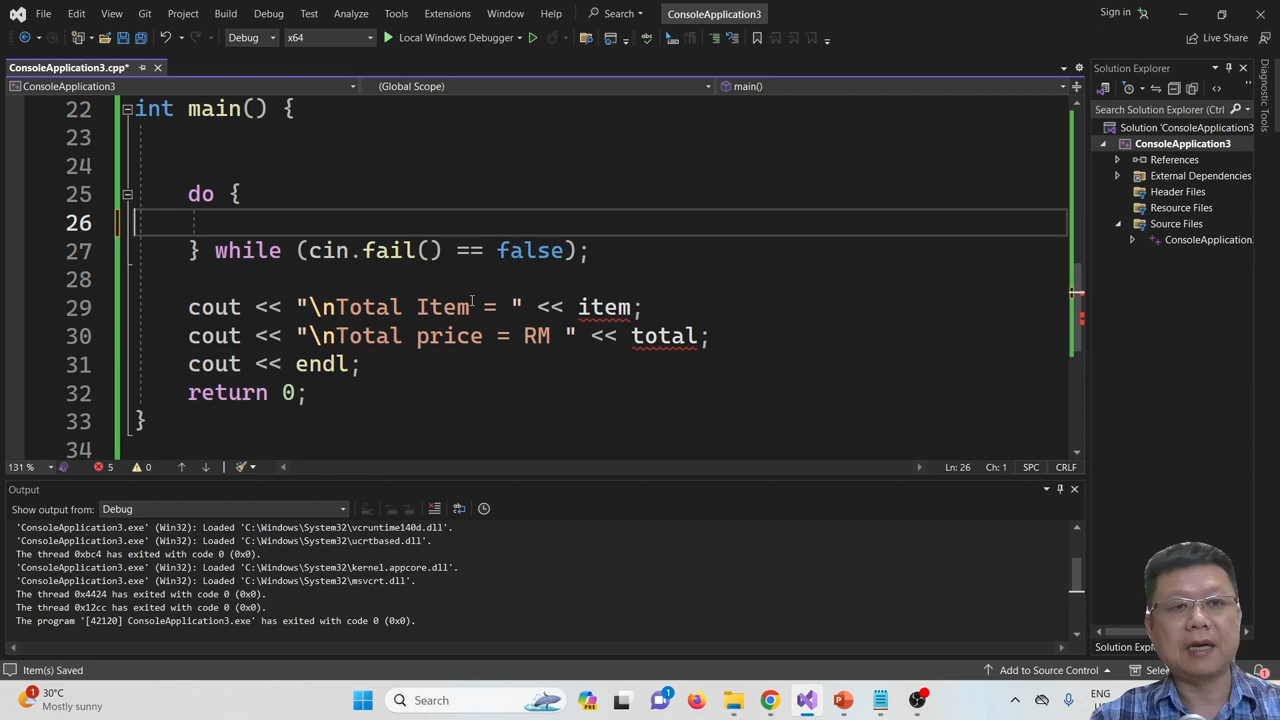 File Edit View Git Project Build Debug Test Analyze Tools Extensions Window Help Search ConsoleApplication3 Sign in
Debug x64 Local Windows Debugger Live Share
ConsoleApplication3.cpp*
ConsoleApplication3 (Global Scope) main()
22 int main() {
23
24
25 do {
26
27 } while (cin.fail() == false);
28
29 cout << "\nTotal Item = " << item;
30 cout << "\nTotal price = RM " << total;
31 cout << endl;
32 return 0;
33 }
34
131 % 5 0 Ln: 26 Ch: 1 SPC CRLF
Output
Show output from: Debug
'ConsoleApplication3.exe' (Win32): Loaded 'C:\Windows\System32\vcruntime140d.dll'.
'ConsoleApplication3.exe' (Win32): Loaded 'C:\Windows\System32\ucrtbased.dll'.
The thread 0xbc4 has exited with code 0 (0x0).
'ConsoleApplication3.exe' (Win32): Loaded 'C:\Windows\System32\kernel.appcore.dll'.
'ConsoleApplication3.exe' (Win32): Loaded 'C:\Windows\System32\msvcrt.dll'.
The thread 0x4424 has exited with code 0 (0x0).
The thread 0x12cc has exited with code 0 (0x0).
The program '[42120] ConsoleApplication3.exe' has exited with code 0 (0x0).
Solution Explorer
Search Solution Explorer (Ctrl
Solution 'ConsoleApplication3'
ConsoleApplication3
References
External Dependencies
Header Files
Resource Files
Source Files
ConsoleApplication.
Solution Explo
Diagnostic Tools
Item(s) Saved Add to Source Control Selec
1 30°C
Mostly sunny
Search
PRE
1
ENG